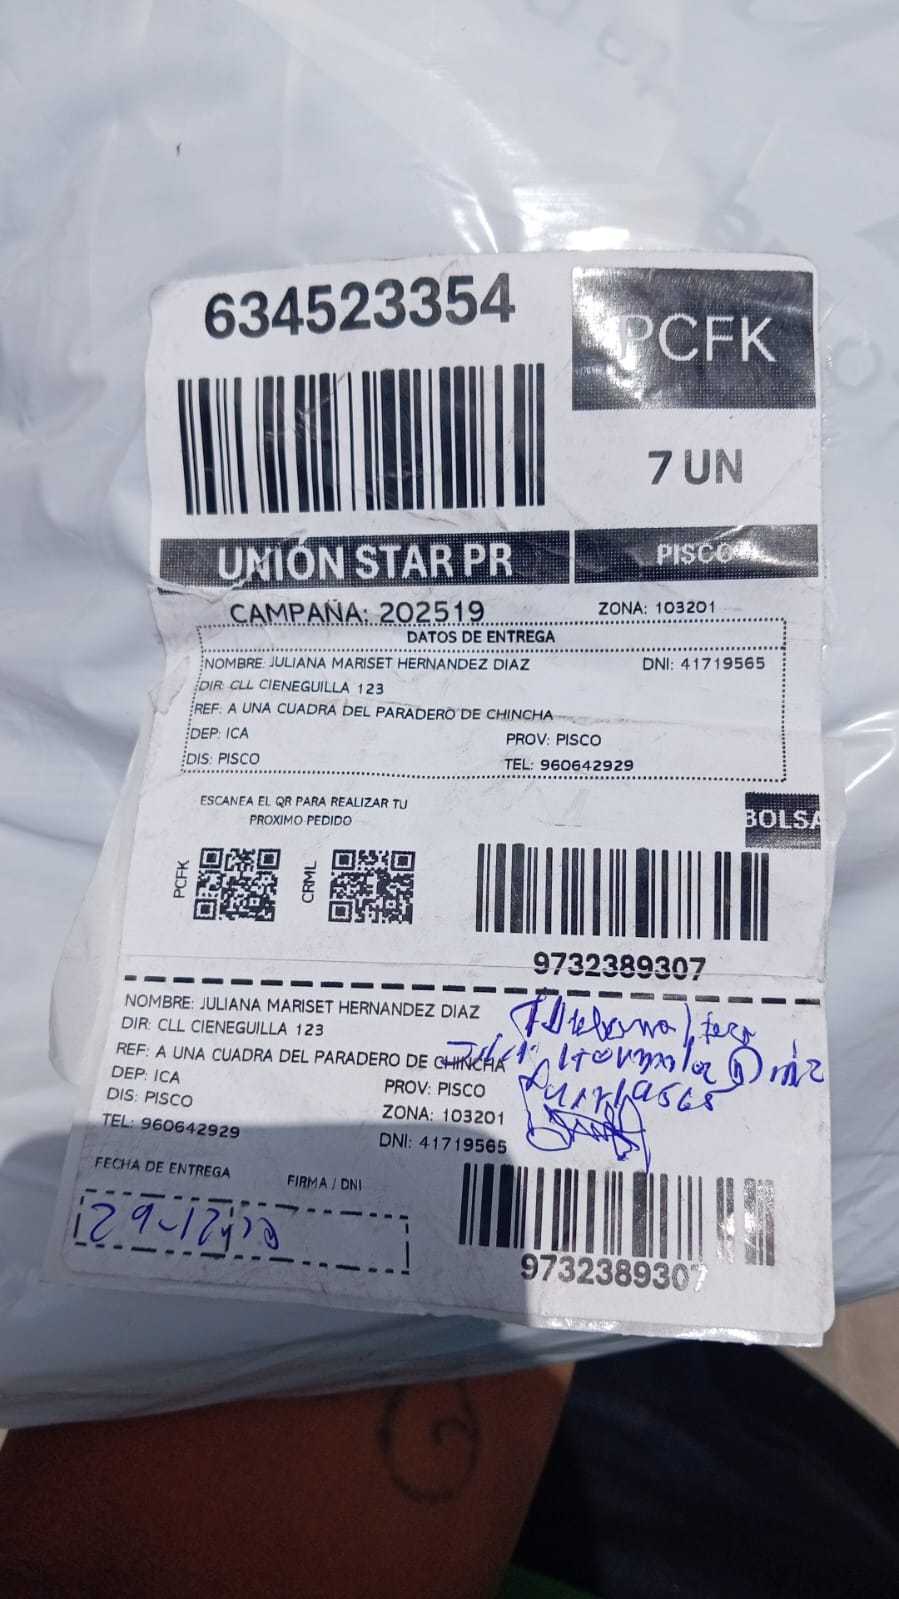 634523354
PCFK
7 UN
UNIÓN STAR PR
PISCO
CAMPAÑA: 202519
ZONA: 103201
DATOS DE ENTREGA
NOMBRE: JULIANA MARISET HERNANDEZ DIAZ DNI: 41719565
DIR: CLL CIENEGUILLA 123
REF: A UNA CUADRA DEL PARADERO DE CHINCHA
DEP: ICA PROV: PISCO
DIS: PISCO TEL: 960642929
ESCANEA EL QR PARA REALIZAR TU
PROXIMO PEDIDO
BOLSA
PCFK
CRML
9732389307
NOMBRE: JULIANA MARISET HERNANDEZ DIAZ
DIR: CLL CIENEGUILLA 123
REF: A UNA CUADRA DEL PARADERO DE CHINCHA
DEP: ICA PROV: PISCO
DIS: PISCO ZONA: 103201
TEL: 960642929 DNI: 41719565
FECHA DE ENTREGA FIRMA / DNI
9732389307